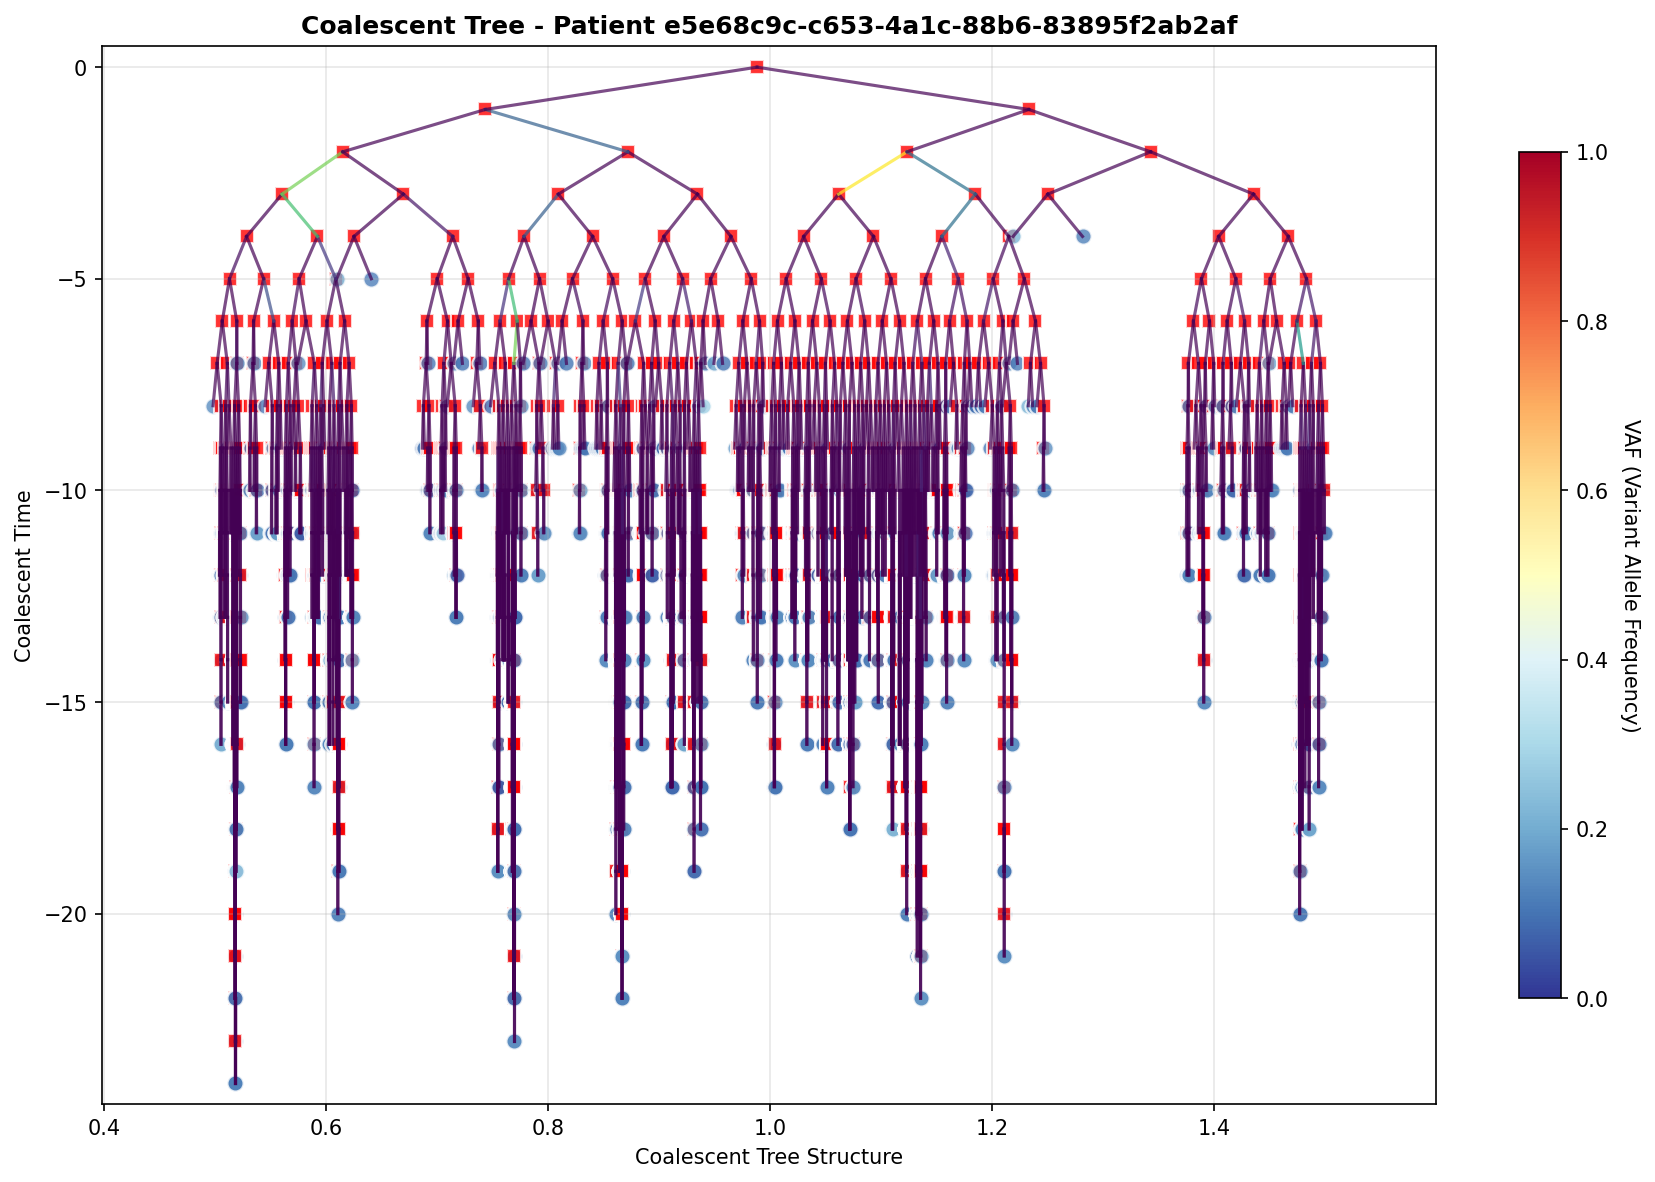 Coalescent Tree - Patient e5e68c9c-c653-4a1c-88b6-83895f2ab2af
0
−5
−10
−15
−20
Coalescent Time
0.4 0.6 0.8 1.0 1.2 1.4
Coalescent Tree Structure
1.0
0.8
0.6
0.4
0.2
0.0
VAF (Variant Allele Frequency)